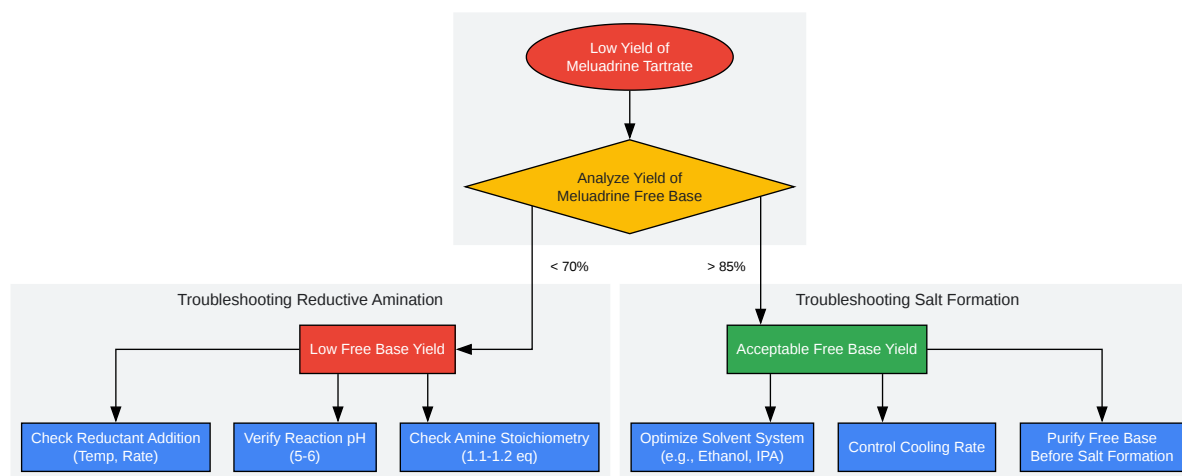 Low Yield of
Meluadrine Tartrate
Analyze Yield of
Meluadrine Free Base
< 70%
> 85%
Troubleshooting Reductive Amination
Troubleshooting Salt Formation
Low Free Base Yield
Acceptable Free Base Yield
Check Reductant Addition
(Temp, Rate)
Verify Reaction pH
(5-6)
Check Amine Stoichiometry
(1.1-1.2 eq)
Optimize Solvent System
(e.g., Ethanol, IPA)
Control Cooling Rate
Purify Free Base
Before Salt Formation